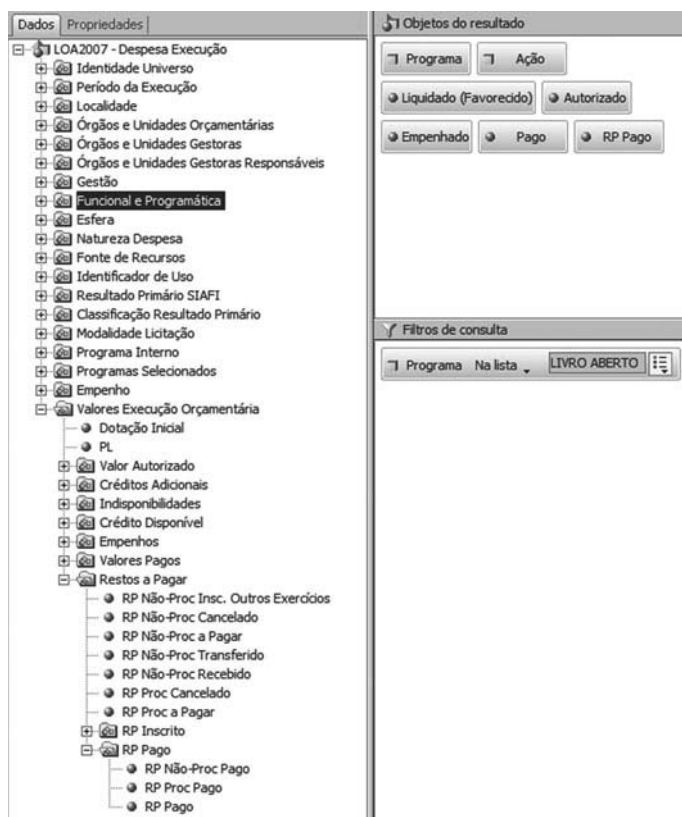 Dados Propriedades
LOA2007 - Despesa Execução
Identidade Universo
Período da Execução
Localidade
Órgãos e Unidades Orçamentárias
Órgãos e Unidades Gestoras
Órgãos e Unidades Gestoras Responsáveis
Gestão
Funcional e Programática
Esfera
Natureza Despesa
Fonte de Recursos
Identificador de Uso
Resultado Primário SIAFI
Classificação Resultado Primário
Modalidade Licitação
Programa Interno
Programas Selecionados
Empenho
Valores Execução Orçamentária
Dotação Inicial
PL
Valor Autorizado
Créditos Adicionais
Indisponibilidades
Crédito Disponível
Empenhos
Valores Pagos
Restos a Pagar
RP Não-Proc Insc. Outros Exercícios
RP Não-Proc Cancelado
RP Não-Proc a Pagar
RP Não-Proc Transferido
RP Não-Proc Recebido
RP Proc Cancelado
RP Proc a Pagar
RP Inscrito
RP Pago
RP Não-Proc Pago
RP Proc Pago
RP Pago
Objetos do resultado
Programa Ação
Liquidado (Favorecido) Autorizado
Empenhado Pago RP Pago
Filtros de consulta
Programa Na lista LIVRO ABERTO